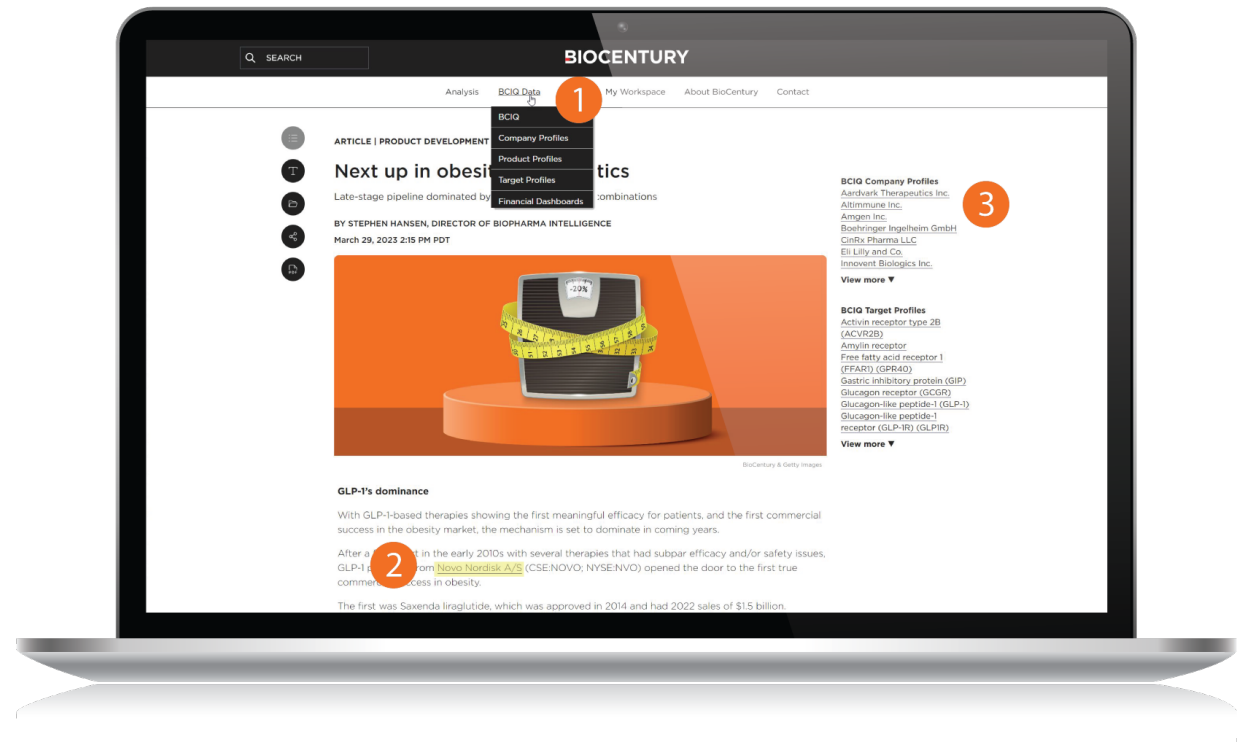 SEARCH
BIOCENTURY
Analysis BCIQ Data My Workspace About BioCentury Contact
1
BCIQ
Company Profiles
Product Profiles
Target Profiles
Financial Dashboards
ARTICLE | PRODUCT DEVELOPMENT
Next up in obesi tics
Late-stage pipeline dominated by ombinations
BY STEPHEN HANSEN, DIRECTOR OF BIOPHARMA INTELLIGENCE
March 29, 2023 2:15 PM PDT
T
PDF
-20%
BioCentury & Getty Images
GLP-1's dominance
With GLP-1-based therapies showing the first meaningful efficacy for patients, and the first commercial
success in the obesity market, the mechanism is set to dominate in coming years.
After a t in the early 2010s with several therapies that had subpar efficacy and/or safety issues,
GLP-1 p rom Novo Nordisk A/S (CSE:NOVO; NYSE:NVO) opened the door to the first true
commer cess in obesity.
2
The first was Saxenda liraglutide, which was approved in 2014 and had 2022 sales of $1.5 billion.
BCIQ Company Profiles
Aardvark Therapeutics Inc.
Altimmune Inc.
Amgen Inc.
Boehringer Ingelheim GmbH
CinRx Pharma LLC
Eli Lilly and Co.
Innovent Biologics Inc.
View more ▼
3
BCIQ Target Profiles
Activin receptor type 2B
(ACVR2B)
Amylin receptor
Free fatty acid receptor 1
(FFAR1) (GPR40)
Gastric inhibitory protein (GIP)
Glucagon receptor (GCGR)
Glucagon-like peptide-1 (GLP-1)
Glucagon-like peptide-1
receptor (GLP-1R) (GLP1R)
View more ▼